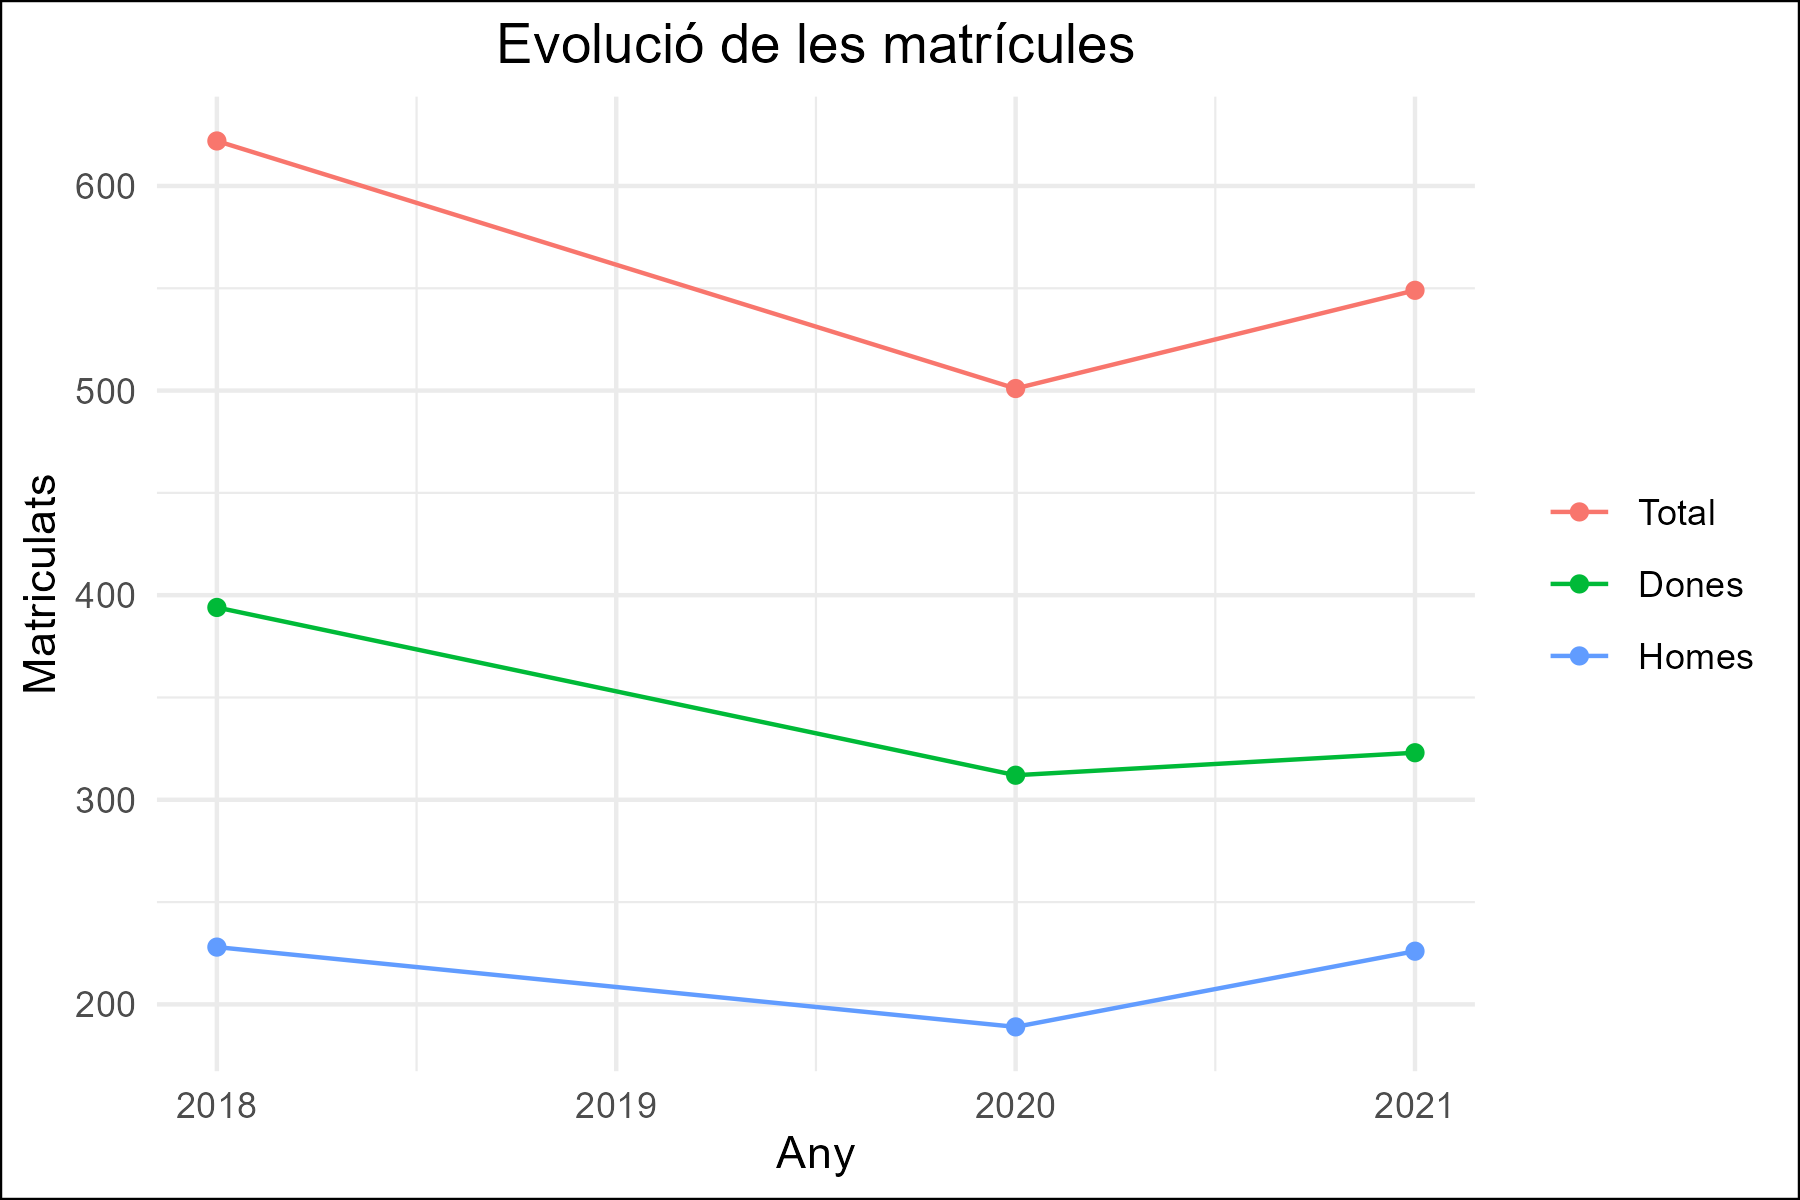 Evolució de les matrícules
600
500
400
300
200
Matriculats
2018 2019 2020 2021
Any
Total
Dones
Homes